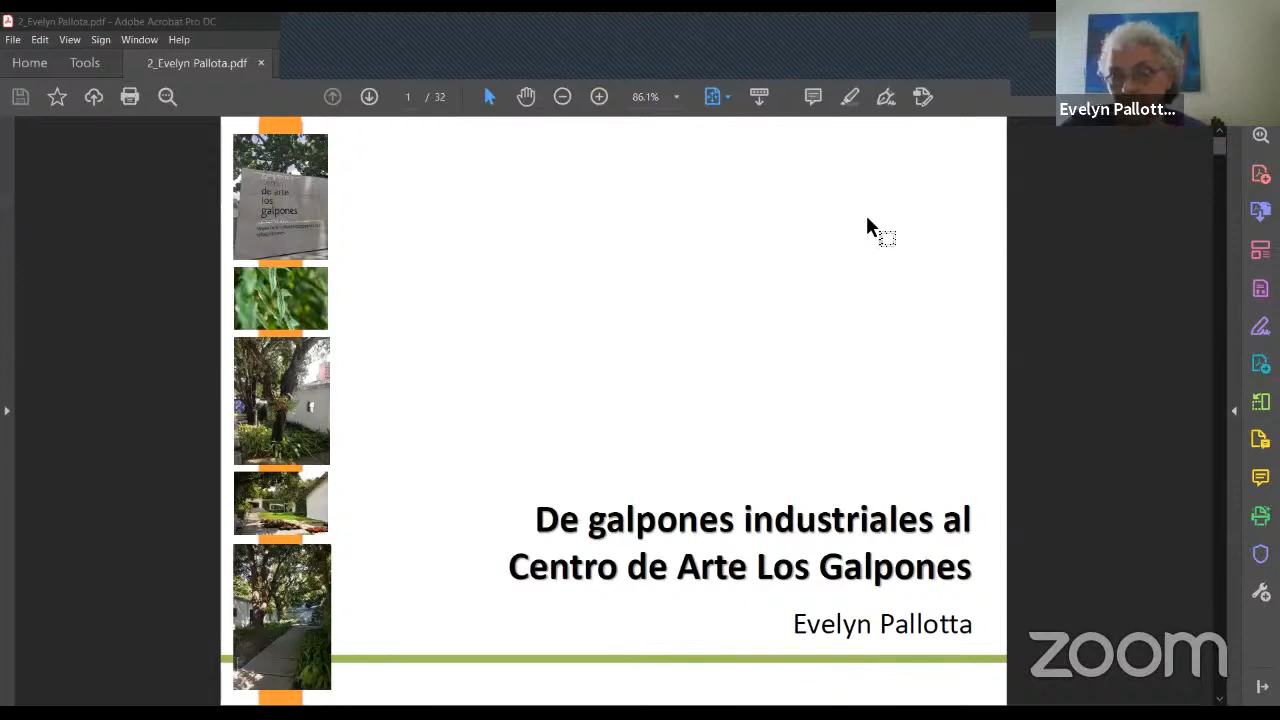 2_Evelyn Pallota.pdf - Adobe Acrobat Pro DC
File Edit View Sign Window Help
Home Tools 2_Evelyn Pallota.pdf ×
1 / 32 86.1%
Evelyn Pallott...
de arte
los
galpones
De galpones industriales al
Centro de Arte Los Galpones
Evelyn Pallotta
zoom